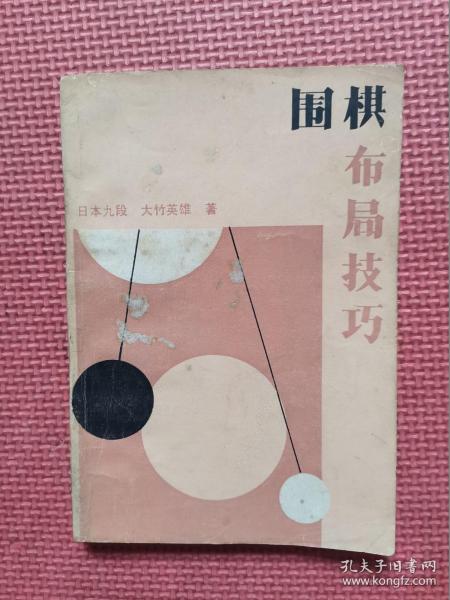 围棋
布局技巧
日本九段 大竹英雄 著
孔夫子旧书网
www.kongfz.com